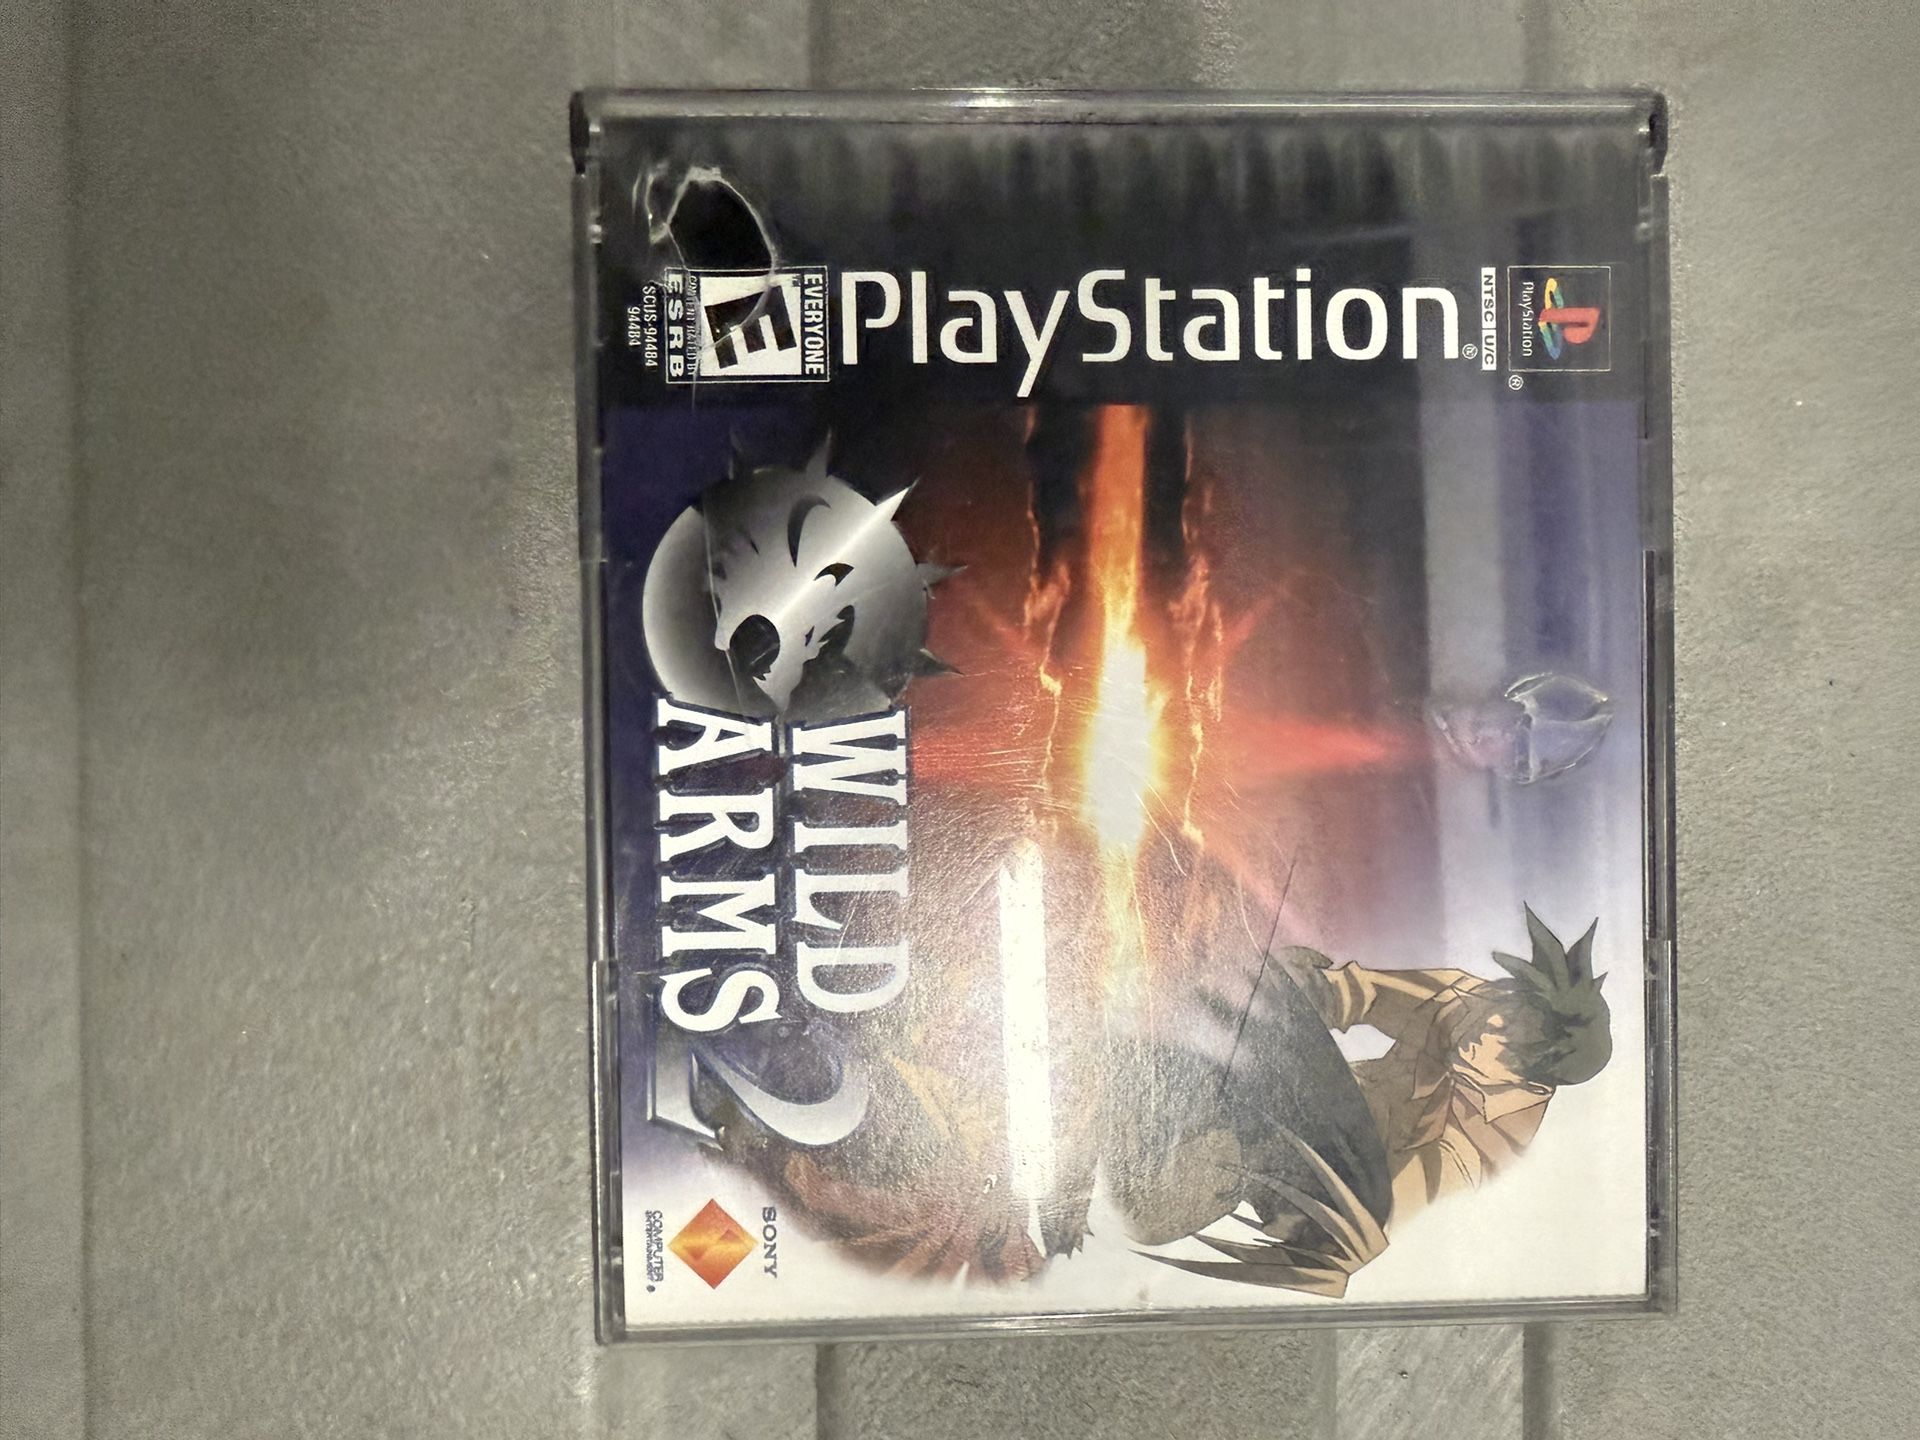 PlayStation
®
NTSC U/C
PlayStation®
EVERYONE
E
CONTENT RATED BY
ESRB
SCUS-94484
94484
WILD
ARMS
2
SONY
COMPUTER
ENTERTAINMENT®